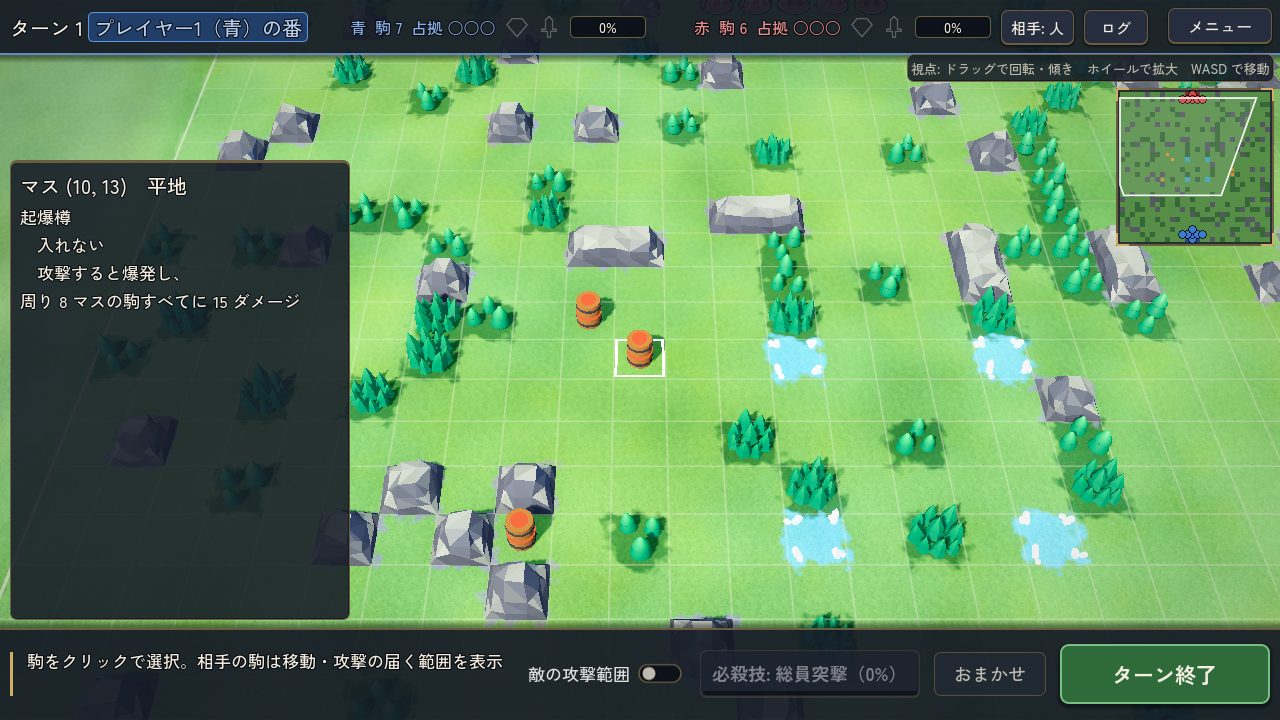 ターン 1 プレイヤー1（青）の番 青 駒 7 占拠 ○○○ 0% 赤 駒 6 占拠 ○○○ 0% 相手: 人 ログ メニュー
視点: ドラッグで回転・傾き ホイールで拡大 WASD で移動
マス (10, 13) 平地
起爆樽
入れない
攻撃すると爆発し、
周り 8 マスの駒すべてに 15 ダメージ
駒をクリックで選択。相手の駒は移動・攻撃の届く範囲を表示
敵の攻撃範囲 必殺技: 総員突撃（0%） おまかせ ターン終了